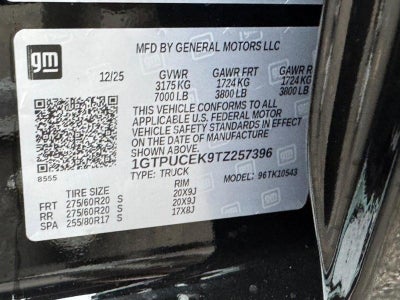 gm
MFD BY GENERAL MOTORS LLC
12/25 GVWR GAWR FRT GAWR R
3175 KG 1724 KG 1724 KG
7000 LB 3800 LB 3800 LB
THIS VEHICLE CONFORMS TO ALL
APPLICABLE U.S. FEDERAL MOTOR
VEHICLE SAFETY STANDARDS IN EFFECT
ON THE DATE OF MANUFACTURE
1GTPUCEK9TZ257396
8555 TYPE: TRUCK MODEL: 96TK10543
TIRE SIZE RIM
FRT 275/60R20 S 20X9J
RR 275/60R20 S 20X9J
SPA 255/80R17 S 17X8J